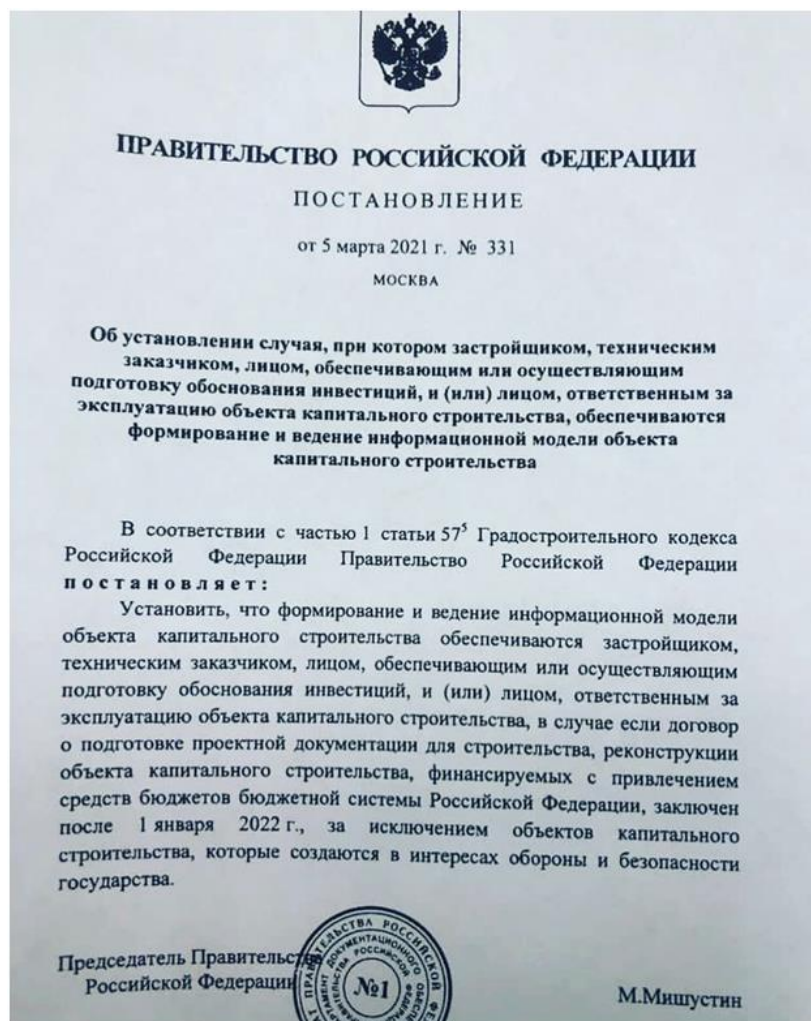 ПРАВИТЕЛЬСТВО РОССИЙСКОЙ ФЕДЕРАЦИИ
ПОСТАНОВЛЕНИЕ
от 5 марта 2021 г. № 331
МОСКВА
Об установлении случая, при котором застройщиком, техническим
заказчиком, лицом, обеспечивающим или осуществляющим
подготовку обоснования инвестиций, и (или) лицом, ответственным за
эксплуатацию объекта капитального строительства, обеспечиваются
формирование и ведение информационной модели объекта
капитального строительства
В соответствии с частью 1 статьи 57⁵ Градостроительного кодекса
Российской Федерации Правительство Российской Федерации
постановляет:
Установить, что формирование и ведение информационной модели
объекта капитального строительства обеспечиваются застройщиком,
техническим заказчиком, лицом, обеспечивающим или осуществляющим
подготовку обоснования инвестиций, и (или) лицом, ответственным за
эксплуатацию объекта капитального строительства, в случае если договор
о подготовке проектной документации для строительства, реконструкции
объекта капитального строительства, финансируемых с привлечением
средств бюджетов бюджетной системы Российской Федерации, заключен
после 1 января 2022 г., за исключением объектов капитального
строительства, которые создаются в интересах обороны и безопасности
государства.
Председатель Правительства
Российской Федерации
№1
М.Мишустин